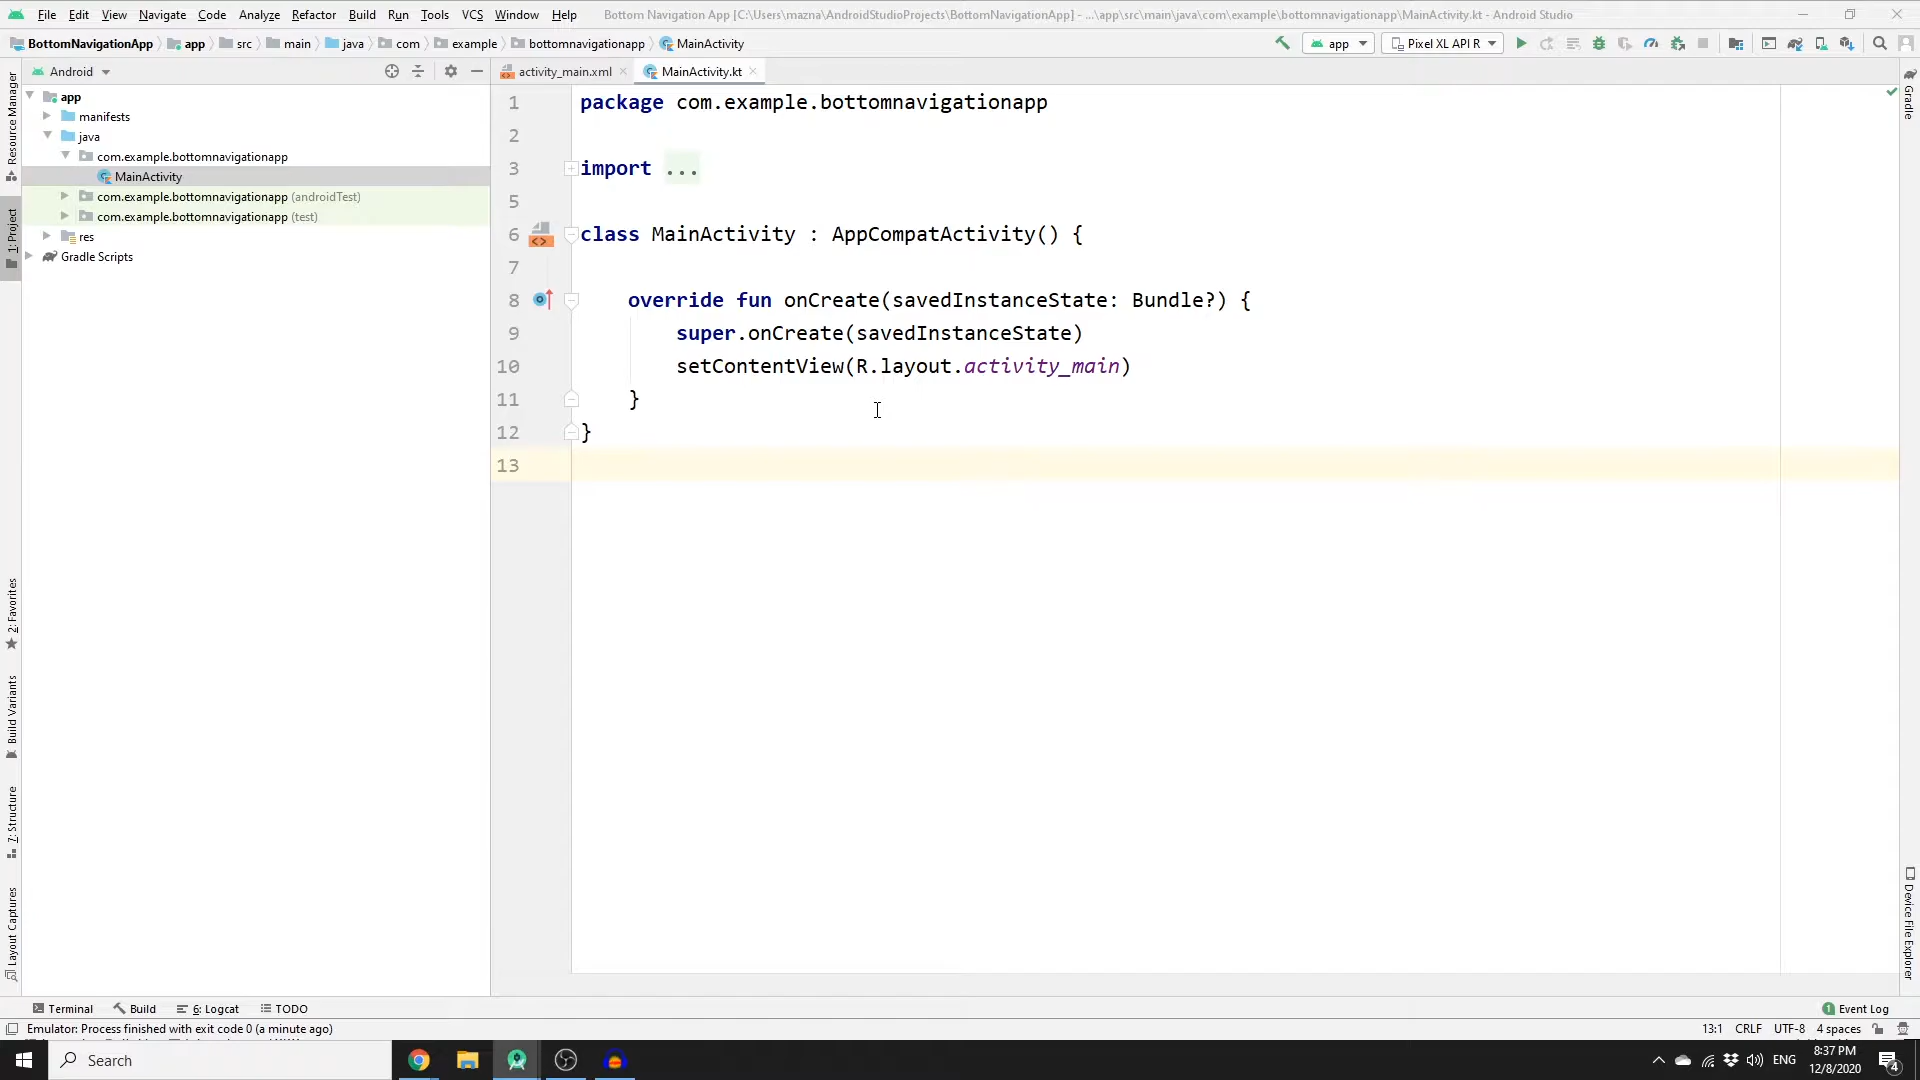 File Edit View Navigate Code Analyze Refactor Build Run Tools VCS Window Help Bottom Navigation App [C:\Users\mazna\AndroidStudioProjects\BottomNavigationApp] - ...\app\src\main\java\com\example\bottomnavigationapp\MainActivity.kt - Android Studio
BottomNavigationApp app src main java com example bottomnavigationapp MainActivity app Pixel XL API R
Android activity_main.xml MainActivity.kt
app
manifests
java
com.example.bottomnavigationapp
MainActivity
com.example.bottomnavigationapp (androidTest)
com.example.bottomnavigationapp (test)
res
Gradle Scripts
1 package com.example.bottomnavigationapp
2
3 import ...
5
6 class MainActivity : AppCompatActivity() {
7
8 override fun onCreate(savedInstanceState: Bundle?) {
9 super.onCreate(savedInstanceState)
10 setContentView(R.layout.activity_main)
11 }
12 }
13
Resource Manager
1: Project
2: Favorites
Build Variants
7: Structure
Layout Captures
Gradle
Device File Explorer
Terminal Build 6: Logcat TODO 1 Event Log
Emulator: Process finished with exit code 0 (a minute ago) 13:1 CRLF UTF-8 4 spaces
Search ENG 8:37 PM
12/8/2020 4